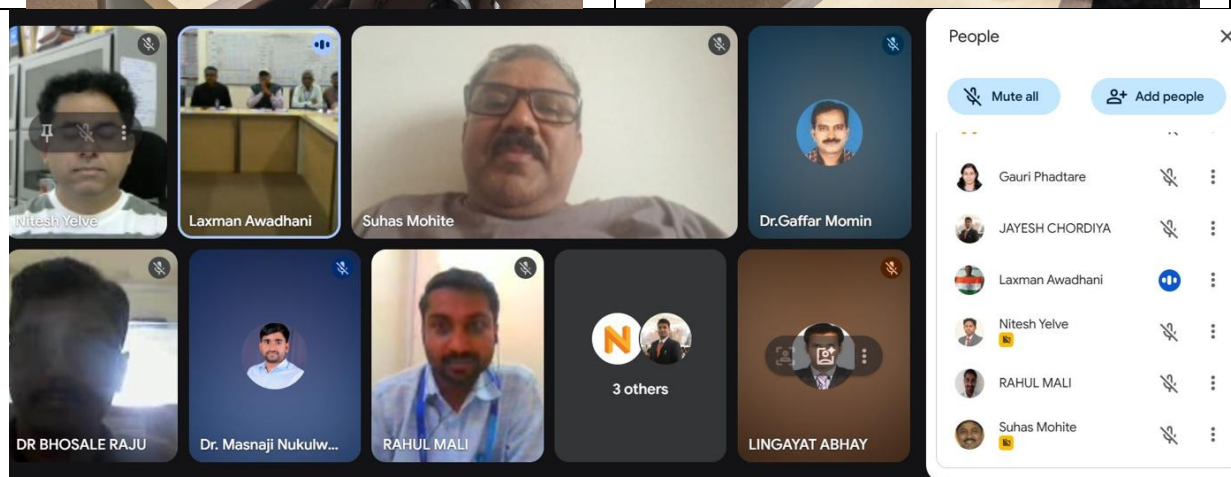 Nitesh Yelve
Laxman Awadhani
Suhas Mohite
Dr.Gaffar Momin
DR BHOSALE RAJU
Dr. Masnaji Nukulw...
RAHUL MALI
N
3 others
LINGAYAT ABHAY
People
Mute all
Add people
Gauri Phadtare
JAYESH CHORDIYA
Laxman Awadhani
Nitesh Yelve
RAHUL MALI
Suhas Mohite